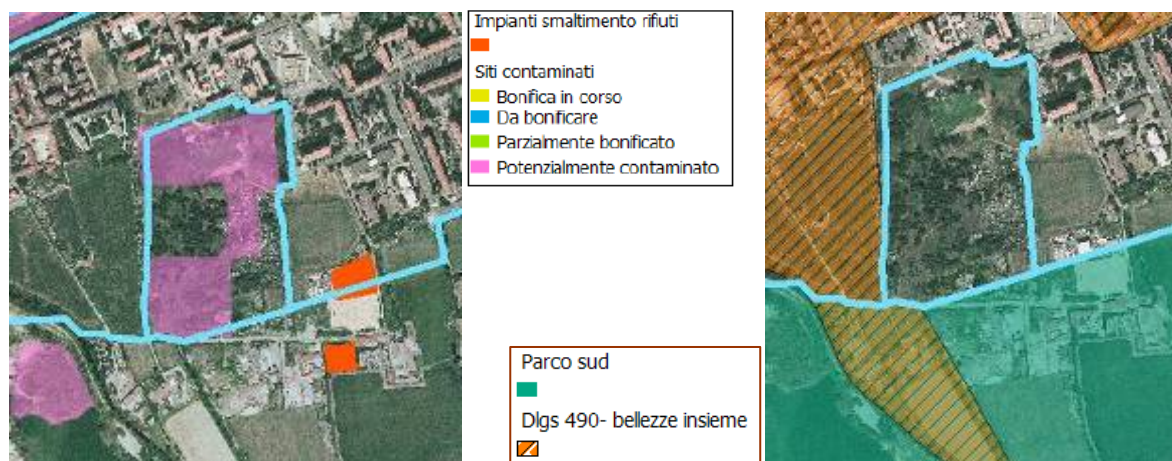 Impianti smaltimento rifiuti
Siti contaminati
Bonifica in corso
Da bonificare
Parzialmente bonificato
Potenzialmente contaminato
Parco sud
Dlgs 490- bellezze insieme